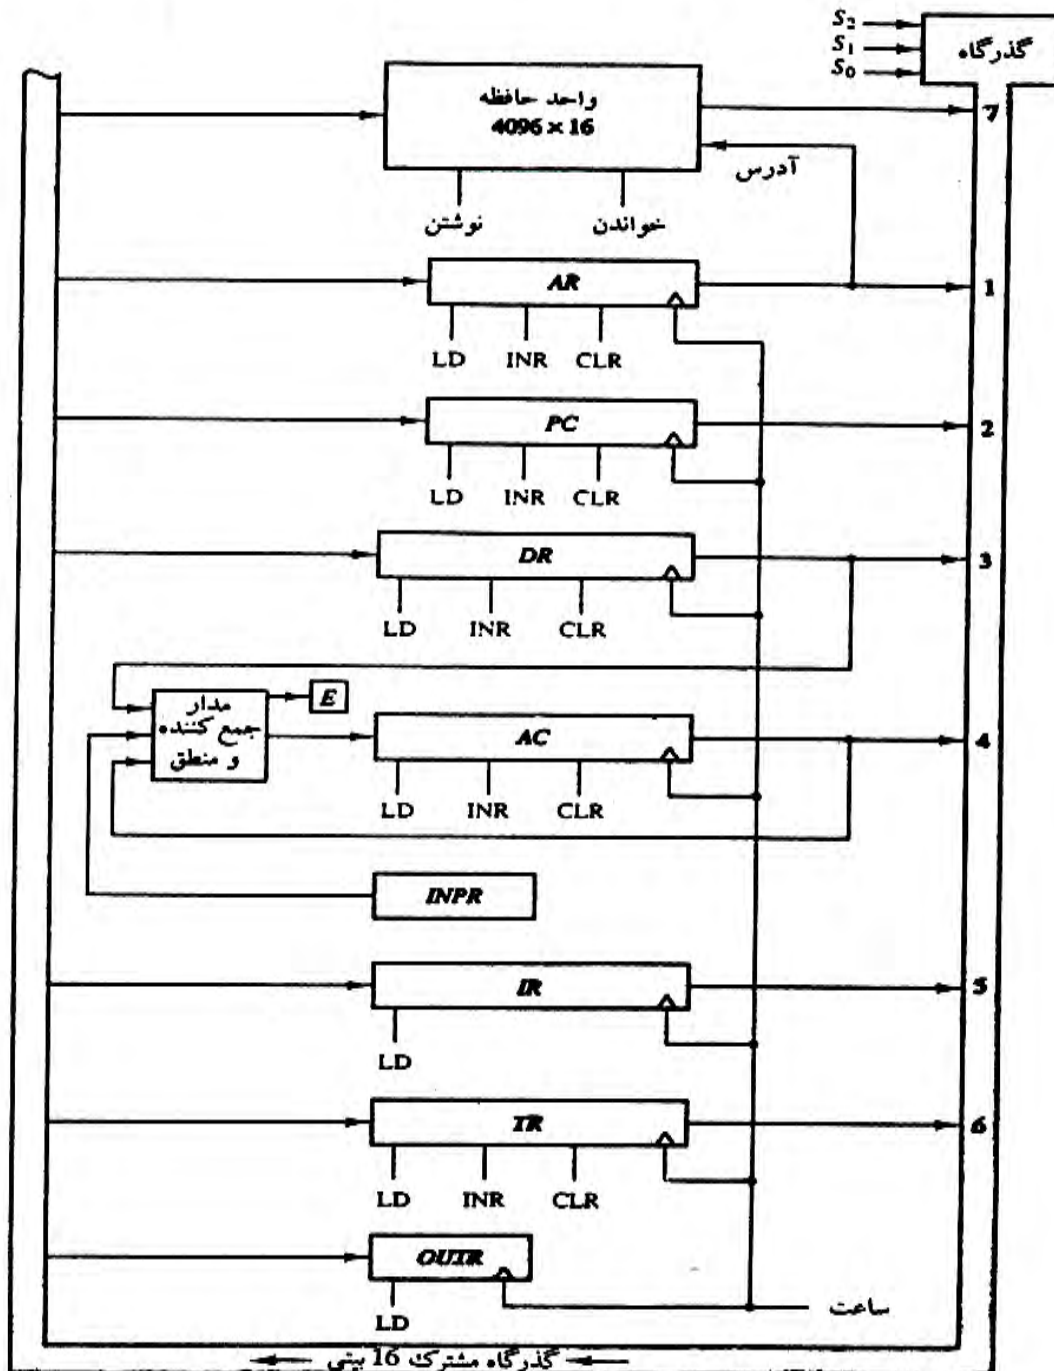 S₂
S₁
S₀
گذرگاه
واحد حافظه
4096 × 16
7
آدرس
نوشتن
خواندن
AR
1
LD INR CLR
PC
2
LD INR CLR
DR
3
LD INR CLR
مدار
جمع کننده
و منطق
E
AC
4
LD INR CLR
INPR
IR
5
LD
TR
6
LD INR CLR
OUTR
LD
ساعت
گذرگاه مشترك 16 بیتی